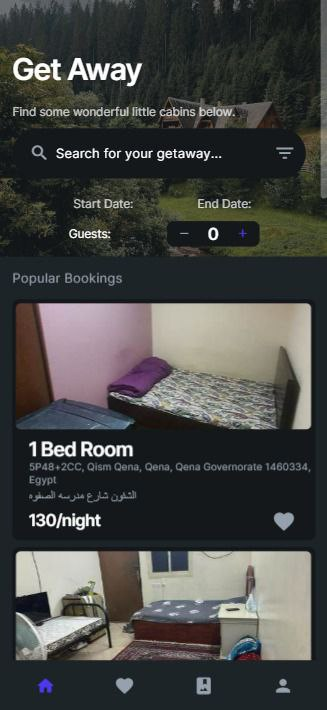 Get Away
Find some wonderful little cabins below.
Search for your getaway...
Start Date:
End Date:
Guests:
− 0 +
Popular Bookings
1 Bed Room
5P48+2CC, Qism Qena, Qena, Qena Governorate 1460334,
Egypt
الشئون شارع مدرسه الصفوه
130/night